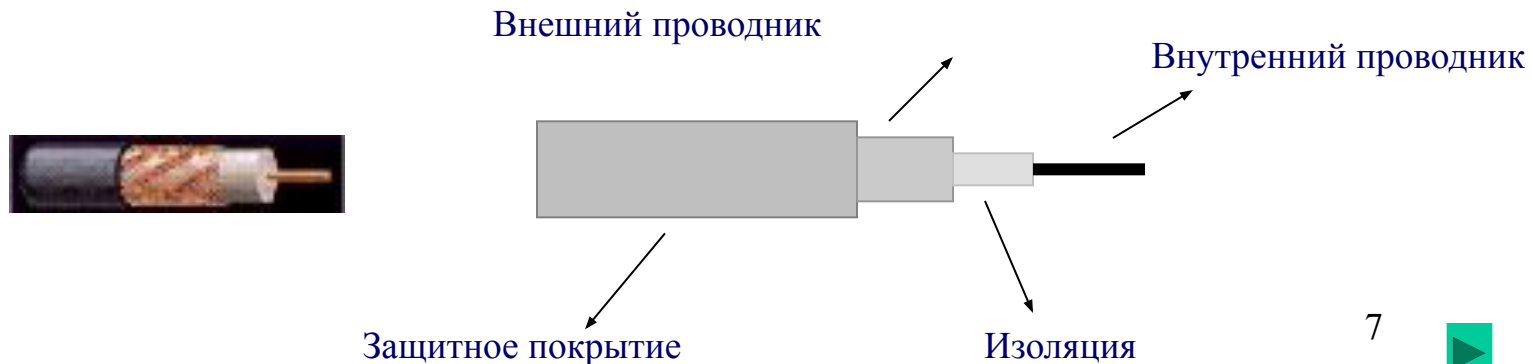 Внешний проводник
Внутренний проводник
Защитное покрытие
Изоляция
7